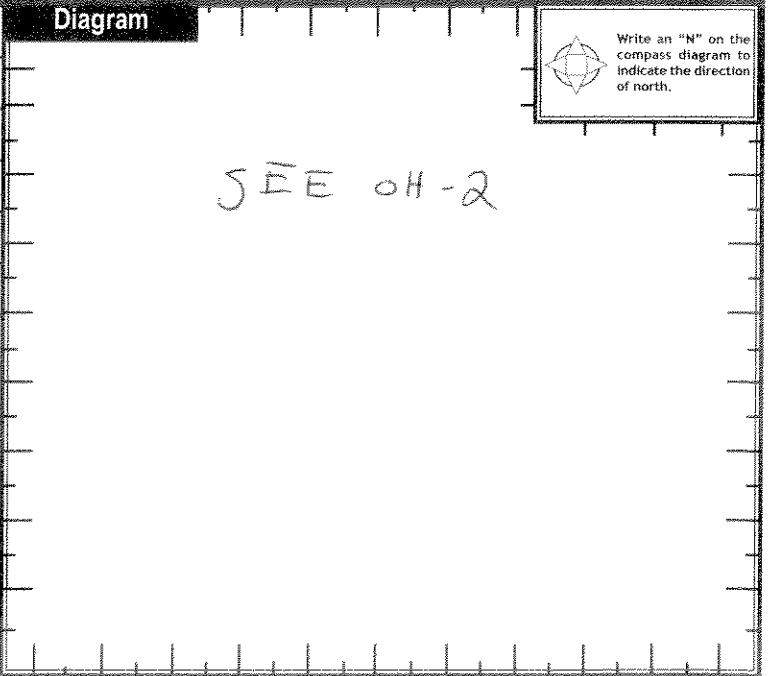 Diagram
Write an "N" on the
compass diagram to
indicate the direction
of north.
SEE OH-2